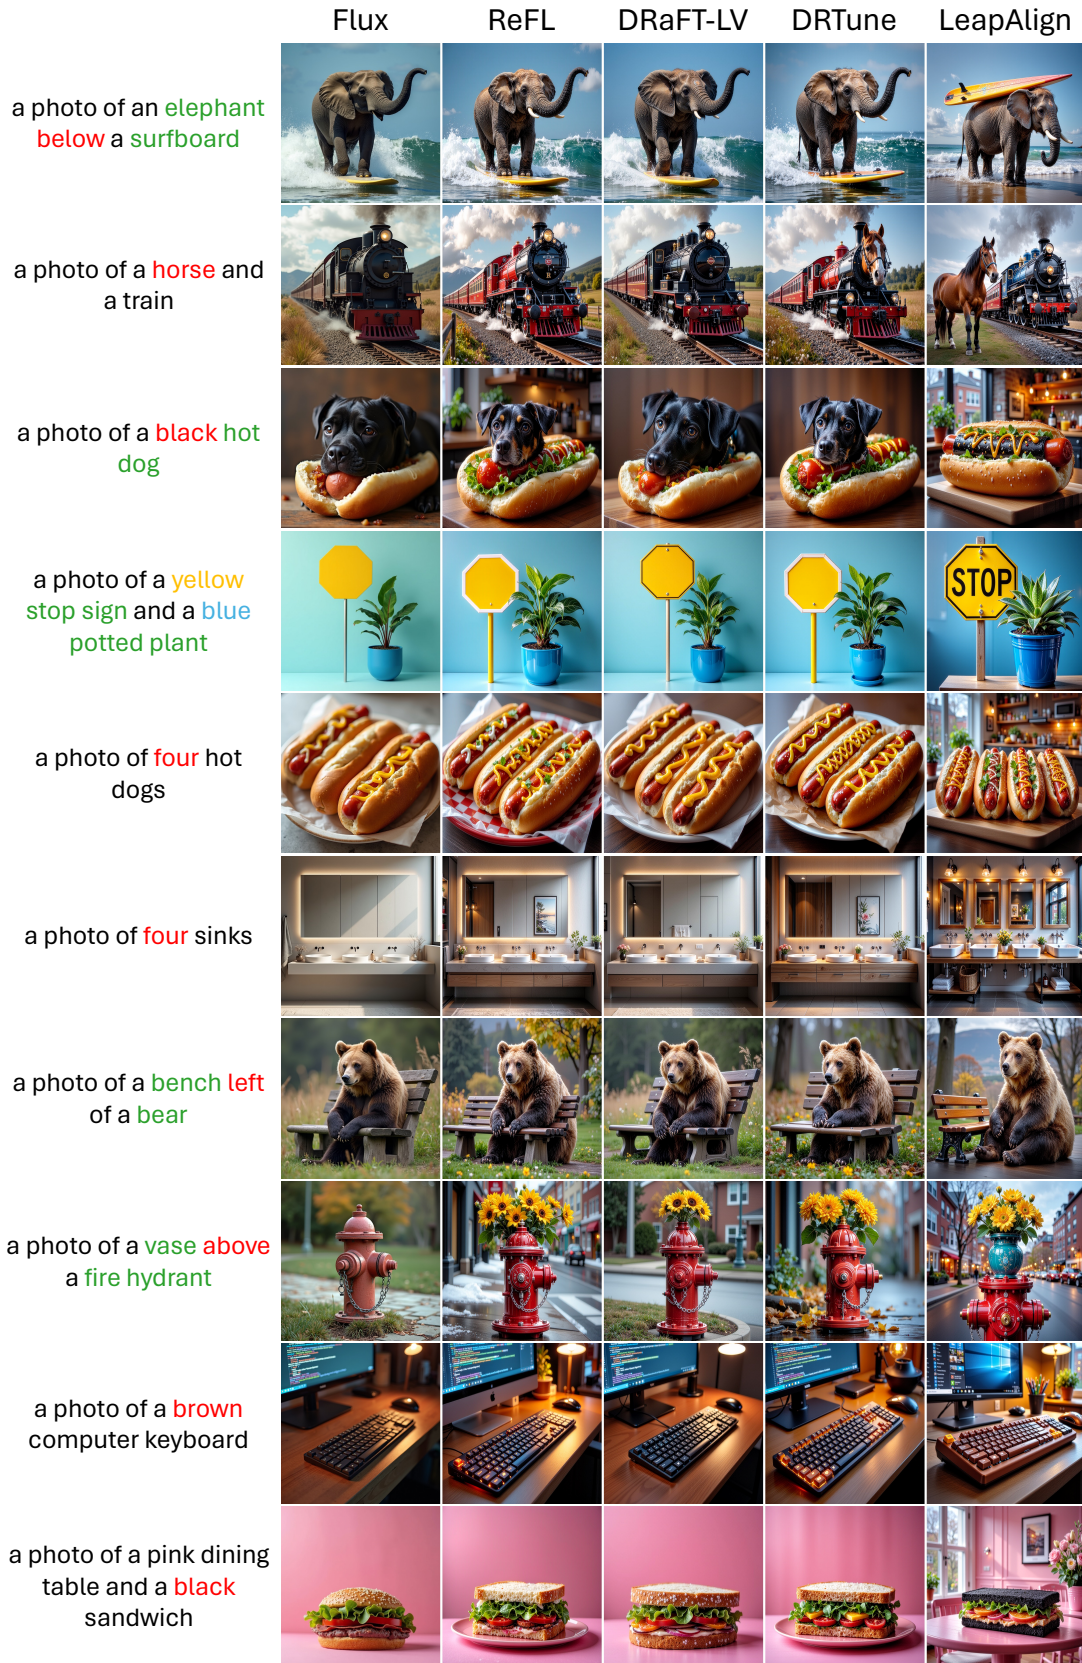 Flux ReFL DRaFT-LV DRTune LeapAlign
a photo of an elephant
below a surfboard
a photo of a horse and
a train
a photo of a black hot
dog
a photo of a yellow
stop sign and a blue
potted plant
STOP
a photo of four hot
dogs
a photo of four sinks
a photo of a bench left
of a bear
a photo of a vase above
a fire hydrant
a photo of a brown
computer keyboard
a photo of a pink dining
table and a black
sandwich